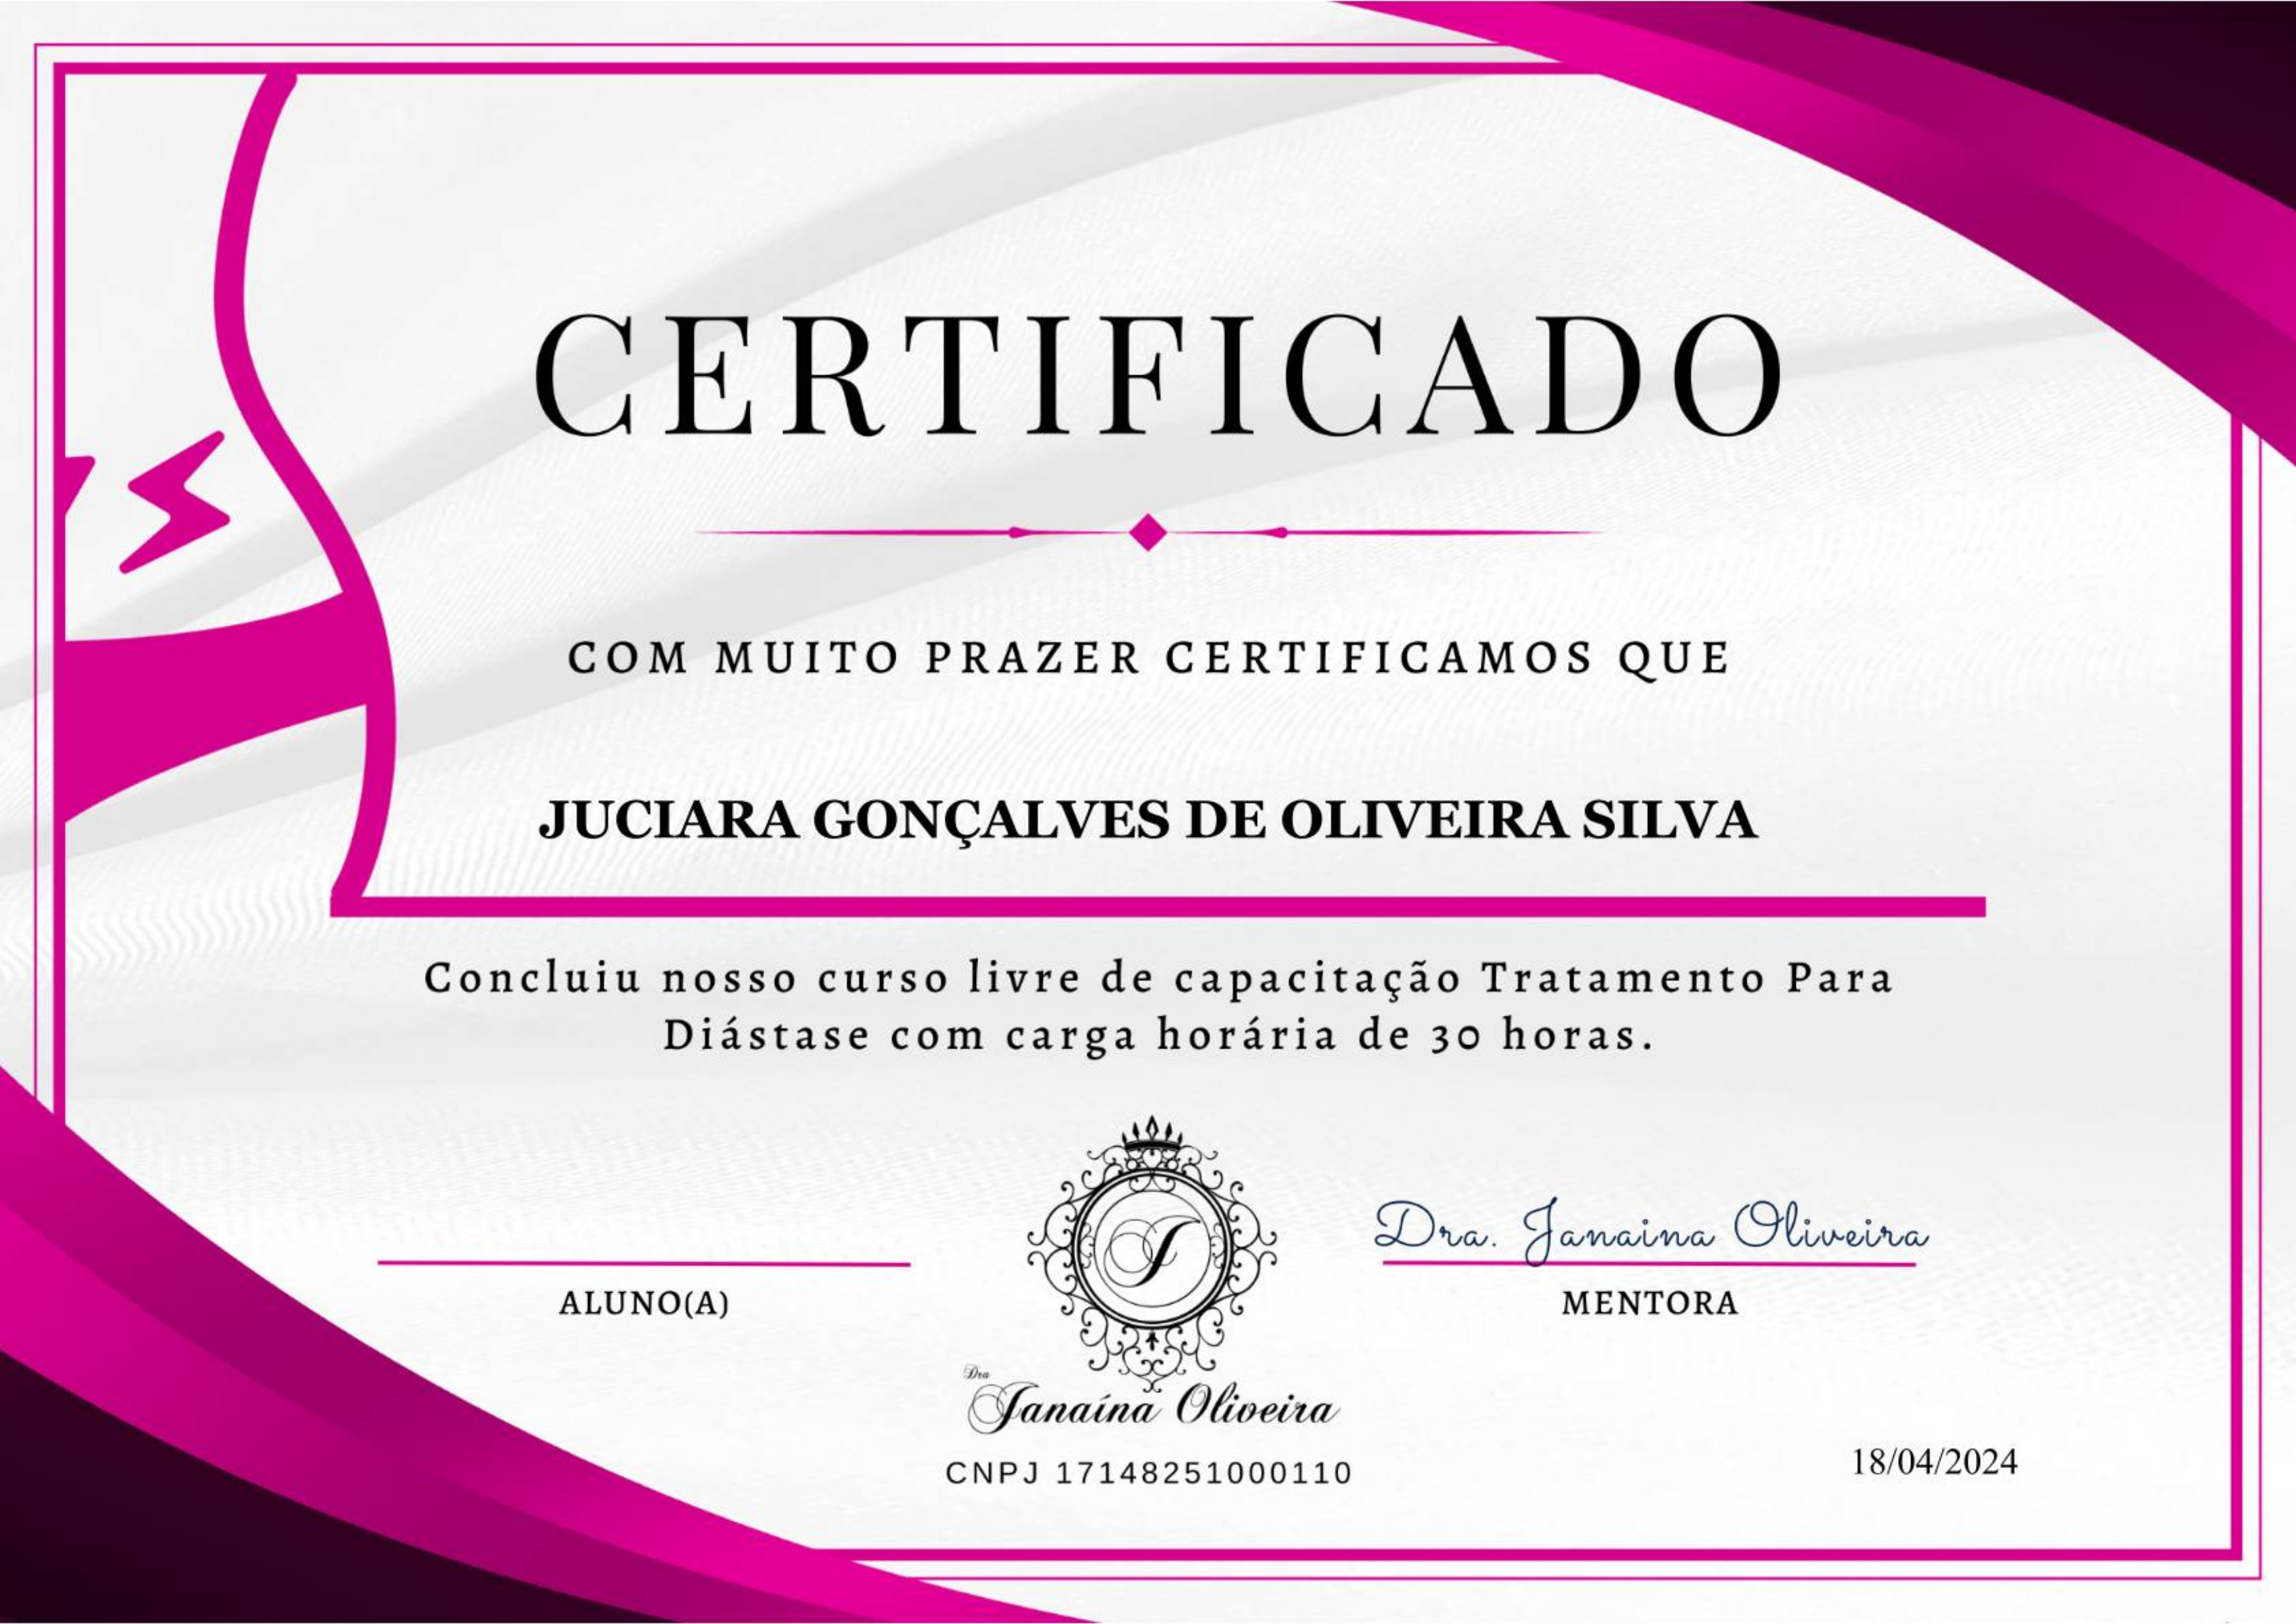 CERTIFICADO
COM MUITO PRAZER CERTIFICAMOS QUE
JUCIARA GONÇALVES DE OLIVEIRA SILVA
Concluiu nosso curso livre de capacitação Tratamento Para
Diástase com carga horária de 30 horas.
Dra. Janaina Oliveira
ALUNO(A)
MENTORA
J
Dra
Janaína Oliveira
CNPJ 17148251000110
18/04/2024